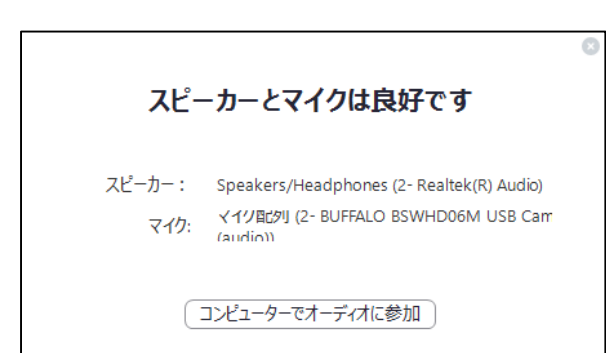 スピーカーとマイクは良好です
スピーカー： Speakers/Headphones (2- Realtek(R) Audio)
マイク: マイク配列 (2- BUFFALO BSWHD06M USB Cam
(audio))
コンピューターでオーディオに参加